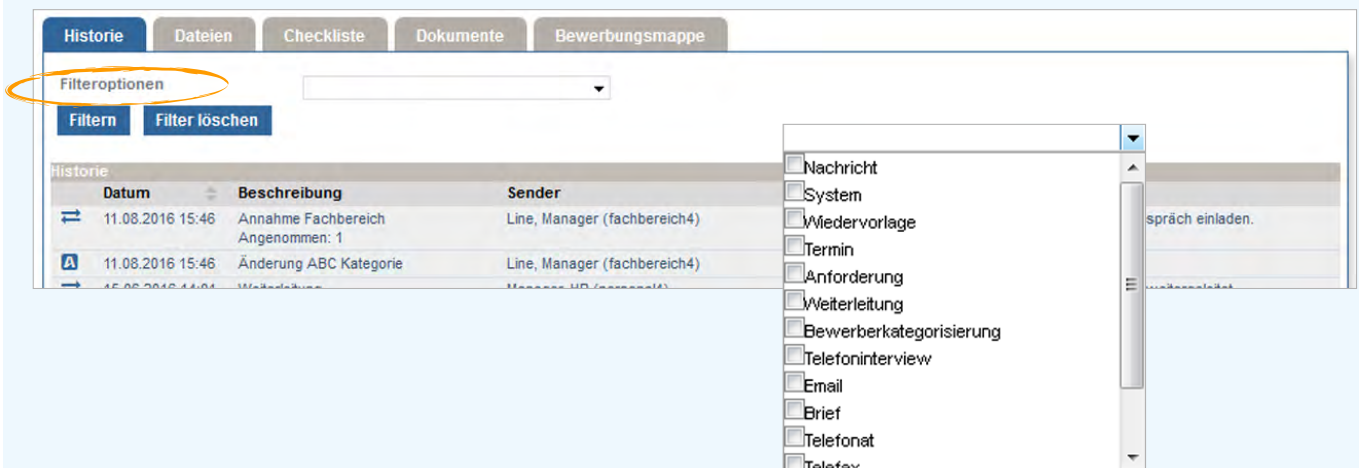 Historie Dateien Checkliste Dokumente Bewerbungsmappe
Filteroptionen
Filtern Filter löschen
Historie
Datum Beschreibung Sender
11.08.2016 15:46 Annahme Fachbereich Line, Manager (fachbereich4) spräch einladen.
Angenommen: 1
A 11.08.2016 15:46 Änderung ABC Kategorie Line, Manager (fachbereich4)
Nachricht
System
Wiedervorlage
Termin
Anforderung
Weiterleitung
Bewerberkategorisierung
Telefoninterview
Email
Brief
Telefonat
Telefax